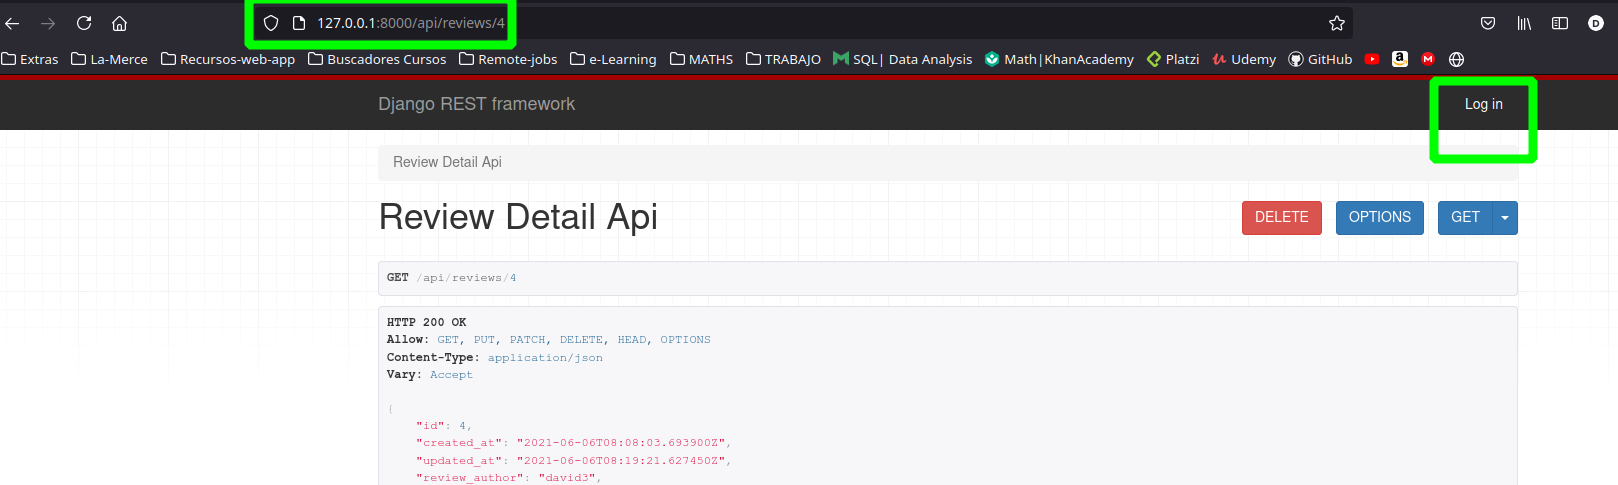 127.0.0.1:8000/api/reviews/4
D
Extras La-Merce Recursos-web-app Buscadores Cursos Remote-jobs e-Learning MATHS TRABAJO SQL| Data Analysis Math|KhanAcademy Platzi Udemy GitHub
Django REST framework Log in
Review Detail Api
Review Detail Api DELETE OPTIONS GET
GET /api/reviews/4
HTTP 200 OK
Allow: GET, PUT, PATCH, DELETE, HEAD, OPTIONS
Content-Type: application/json
Vary: Accept
{
"id": 4,
"created_at": "2021-06-06T08:08:03.693900Z",
"updated_at": "2021-06-06T08:19:21.627450Z",
"review_author": "david3",